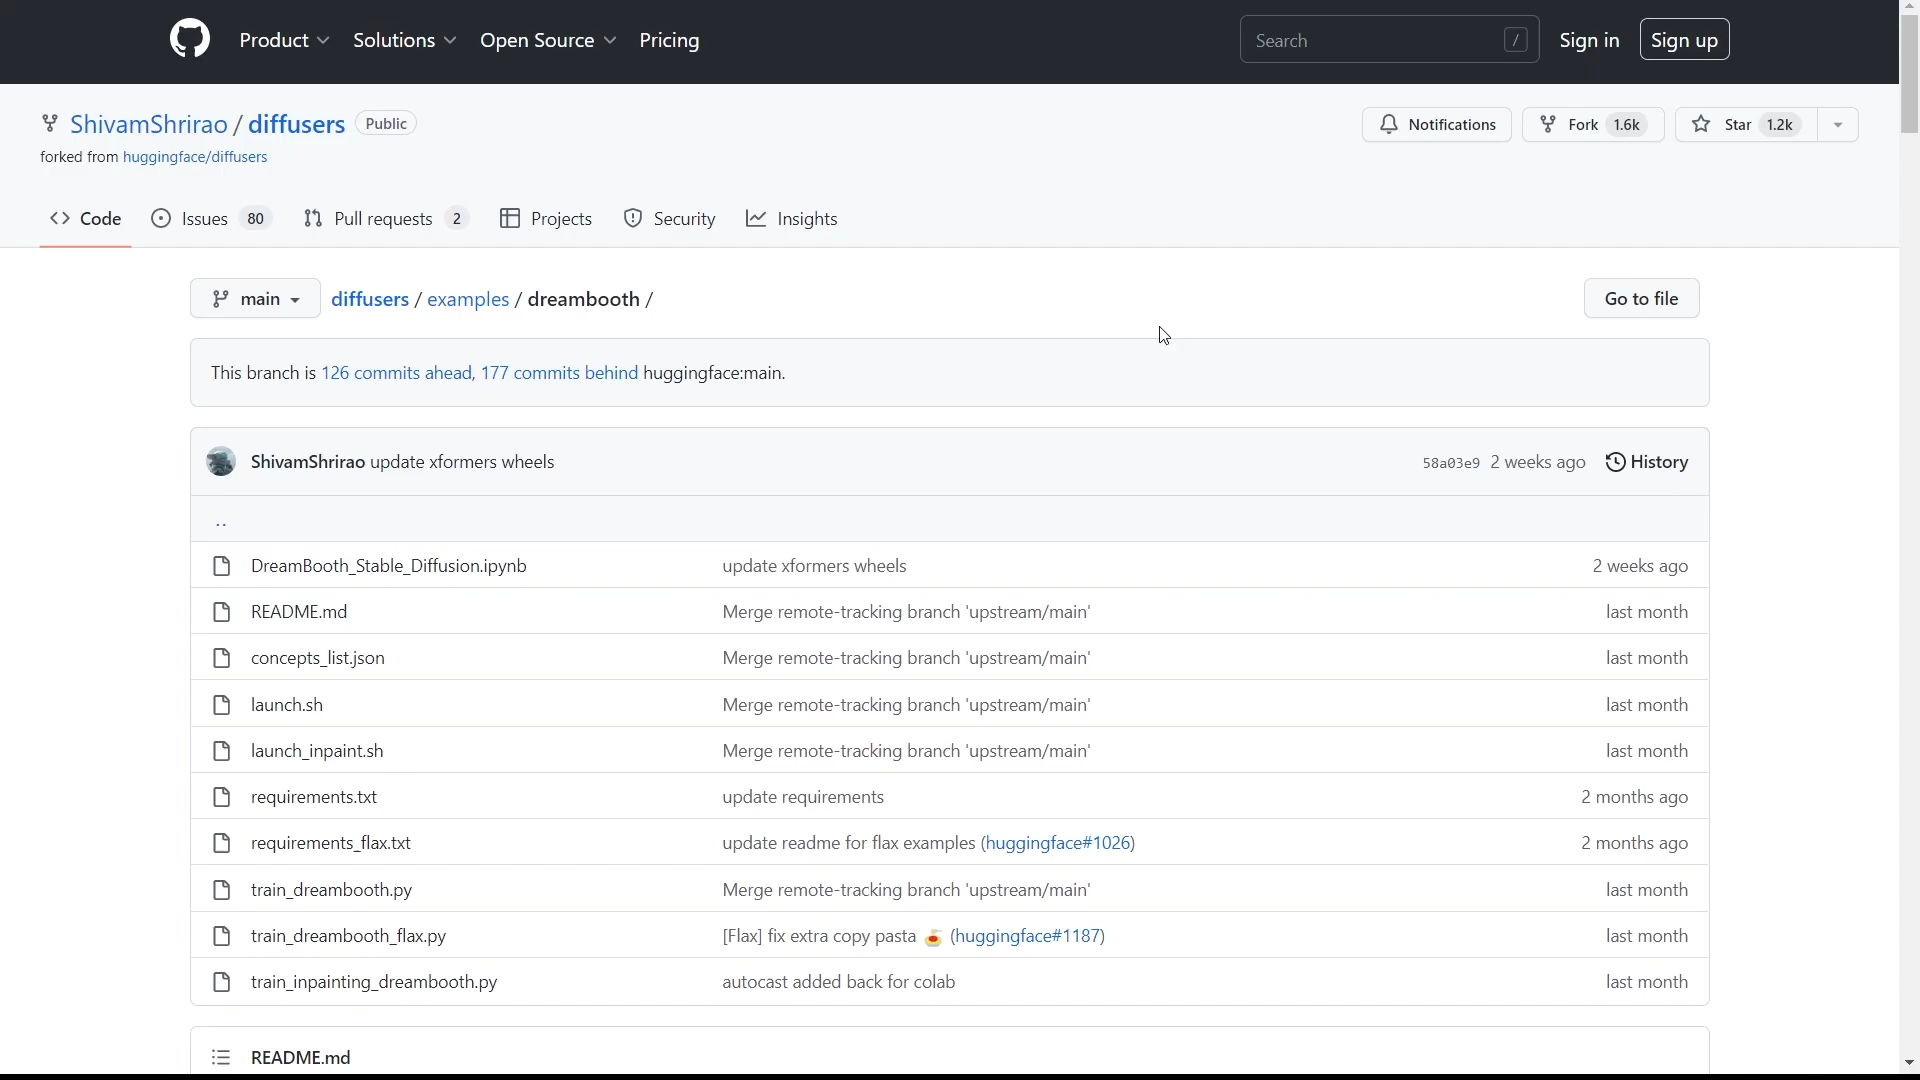 Product Solutions Open Source Pricing Search / Sign in Sign up
ShivamShrirao / diffusers Public Notifications Fork 1.6k Star 1.2k
forked from huggingface/diffusers
Code Issues 80 Pull requests 2 Projects Security Insights
main diffusers / examples / dreambooth / Go to file
This branch is 126 commits ahead, 177 commits behind huggingface:main.
ShivamShrirao update xformers wheels 58a03e9 2 weeks ago History
..
DreamBooth_Stable_Diffusion.ipynb update xformers wheels 2 weeks ago
README.md Merge remote-tracking branch 'upstream/main' last month
concepts_list.json Merge remote-tracking branch 'upstream/main' last month
launch.sh Merge remote-tracking branch 'upstream/main' last month
launch_inpaint.sh Merge remote-tracking branch 'upstream/main' last month
requirements.txt update requirements 2 months ago
requirements_flax.txt update readme for flax examples (huggingface#1026) 2 months ago
train_dreambooth.py Merge remote-tracking branch 'upstream/main' last month
train_dreambooth_flax.py [Flax] fix extra copy pasta 🍝 (huggingface#1187) last month
train_inpainting_dreambooth.py autocast added back for colab last month
README.md